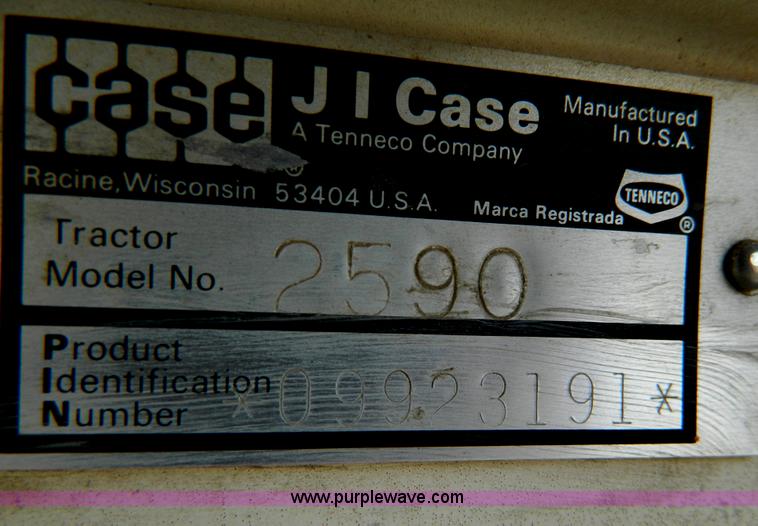 case J I Case
A Tenneco Company
Manufactured
In U.S.A.
Racine, Wisconsin 53404 U.S.A.
®
Marca Registrada
TENNECO
®
Tractor
Model No. 2590
Product
Identification
Number *09923191*
www.purplewave.com